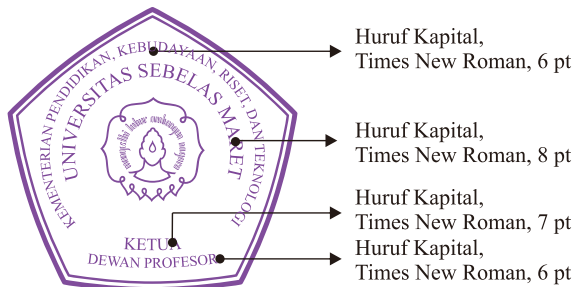 KEMENTERIAN PENDIDIKAN, KEBUDAYAAN, RISET, DAN TEKNOLOGI
UNIVERSITAS SEBELAS MARET
KETUA
DEWAN PROFESOR
Huruf Kapital,
Times New Roman, 6 pt
Huruf Kapital,
Times New Roman, 8 pt
Huruf Kapital,
Times New Roman, 7 pt
Huruf Kapital,
Times New Roman, 6 pt